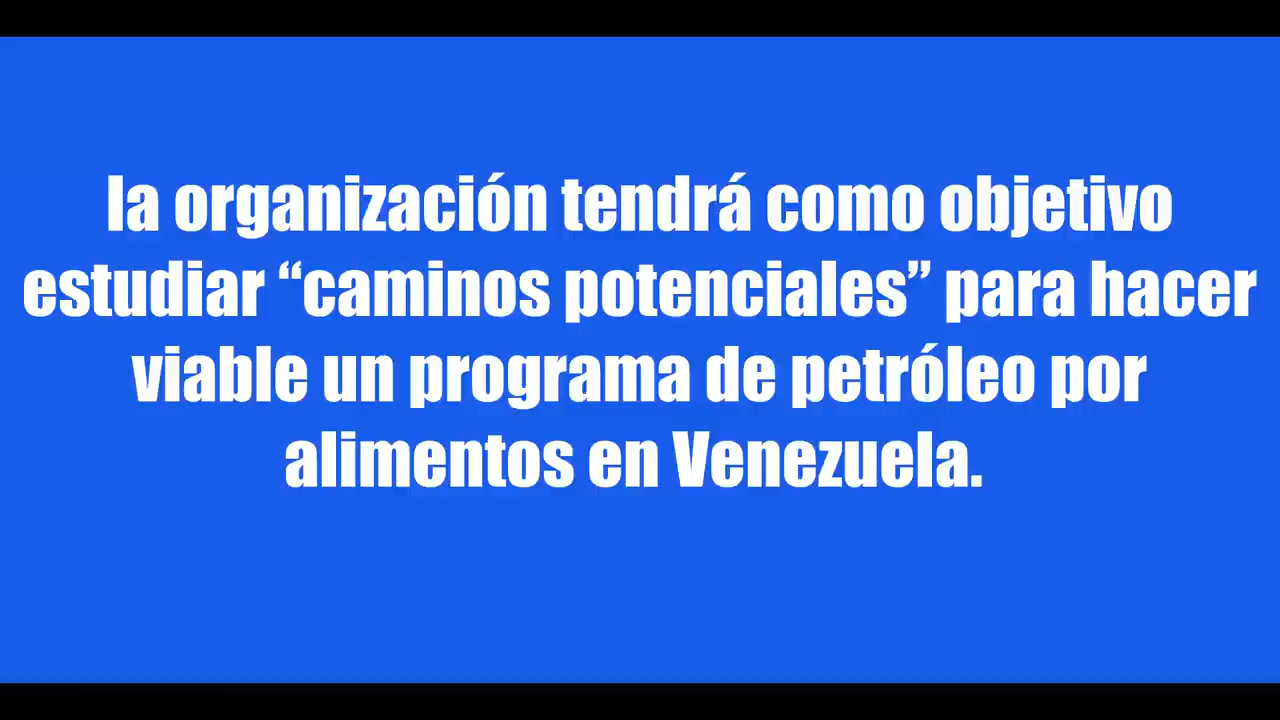 la organización tendrá como objetivo
estudiar “caminos potenciales” para hacer
viable un programa de petróleo por
alimentos en Venezuela.